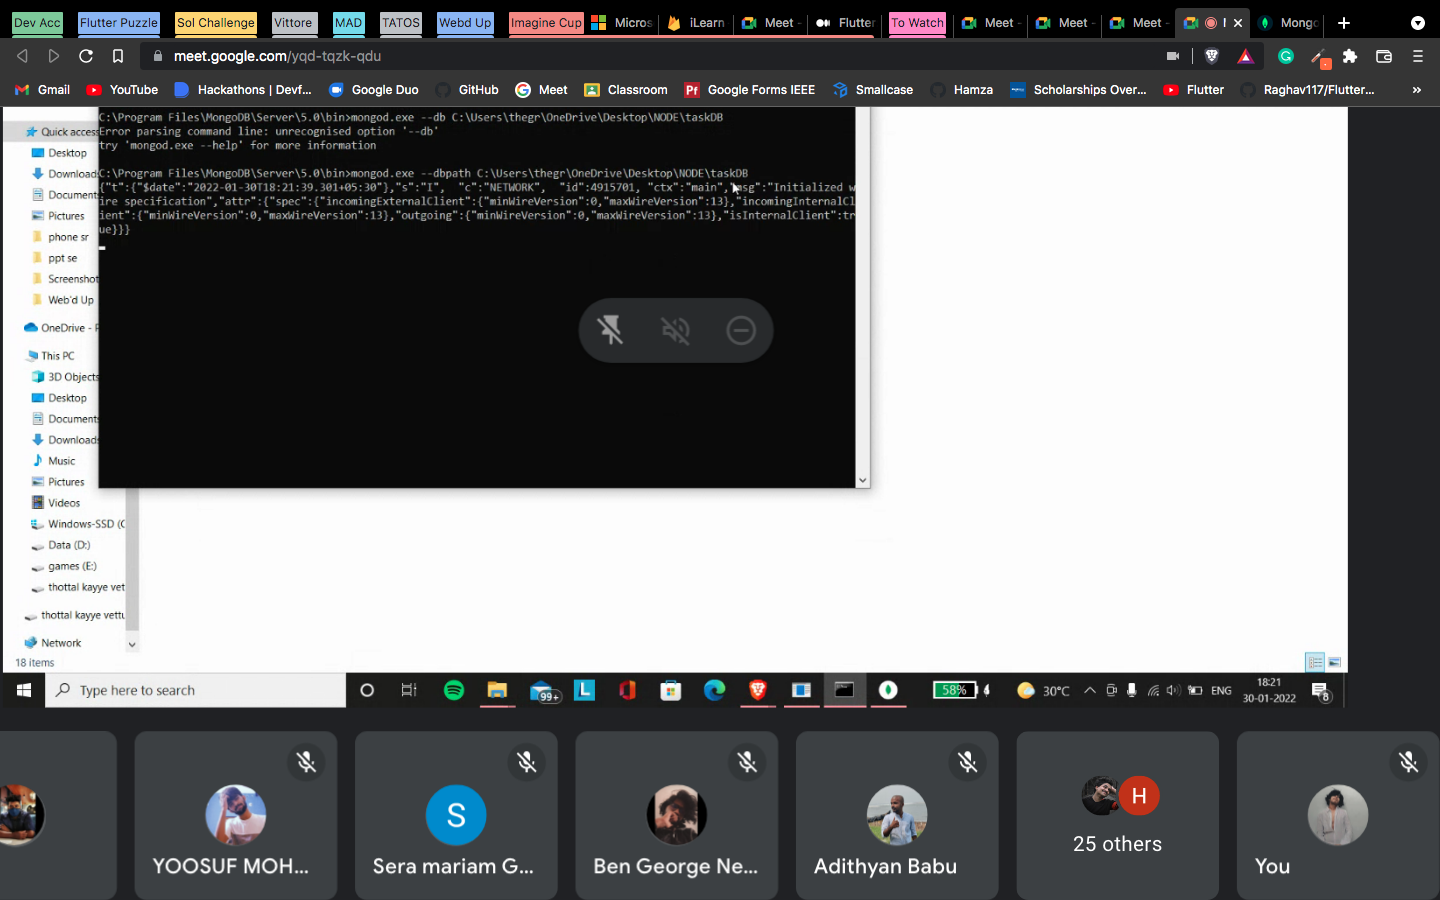 Dev Acc Flutter Puzzle Sol Challenge Vittore MAD TATOS Webd Up Imagine Cup Micros iLearn Meet - Flutter To Watch Meet - Meet - Meet - Mongo
meet.google.com/yqd-tqzk-qdu
Gmail YouTube Hackathons | Devf... Google Duo GitHub Meet Classroom Google Forms IEEE Smallcase Hamza Scholarships Over... Flutter Raghav117/Flutter... »
Quick access
Desktop
Downloads
Documents
Pictures
phone sr
ppt se
Screenshot
Web'd Up
OneDrive - P
This PC
3D Objects
Desktop
Documents
Downloads
Music
Pictures
Videos
Windows-SSD (C
Data (D:)
games (E:)
thottal kayye vet
thottal kayye vettu
Network
18 items
C:\Program Files\MongoDB\Server\5.0\bin>mongod.exe --db C:\Users\thegr\OneDrive\Desktop\NODE\taskDB
Error parsing command line: unrecognised option '--db'
try 'mongod.exe --help' for more information
C:\Program Files\MongoDB\Server\5.0\bin>mongod.exe --dbpath C:\Users\thegr\OneDrive\Desktop\NODE\taskDB
{"t":{"$date":"2022-01-30T18:21:39.301+05:30"},"s":"I", "c":"NETWORK", "id":4915701, "ctx":"main","msg":"Initialized w
ire specification","attr":{"spec":{"incomingExternalClient":{"minWireVersion":0,"maxWireVersion":13},"incomingInternalCl
ient":{"minWireVersion":0,"maxWireVersion":13},"outgoing":{"minWireVersion":0,"maxWireVersion":13},"isInternalClient":tr
ue}}}
Type here to search
99+
L
58%
30°C
ENG
18:21
30-01-2022
8
YOOSUF MOH...
S
Sera mariam G...
Ben George Ne...
Adithyan Babu
H
25 others
You